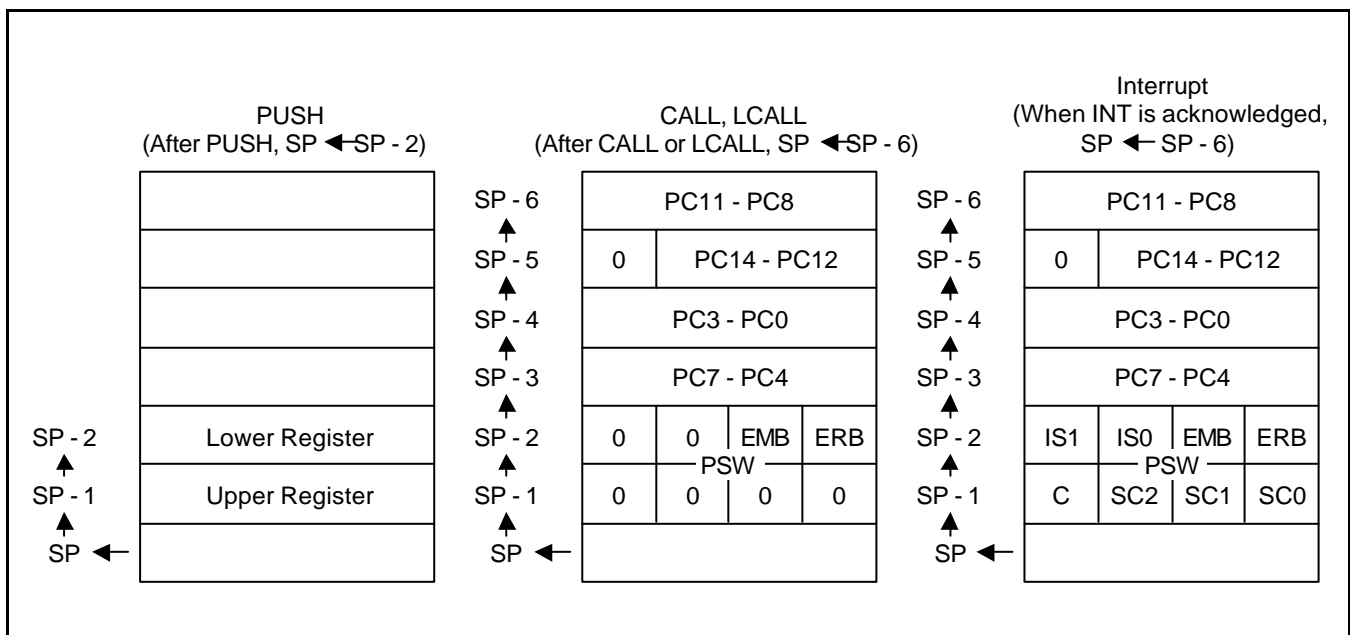 PUSH
(After PUSH, SP ← SP - 2)
SP - 2
Lower Register
SP - 1
Upper Register
SP
CALL, LCALL
(After CALL or LCALL, SP ← SP - 6)
SP - 6
PC11 - PC8
SP - 5
0 PC14 - PC12
SP - 4
PC3 - PC0
SP - 3
PC7 - PC4
SP - 2
0 0 EMB ERB
PSW
SP - 1
0 0 0 0
SP
Interrupt
(When INT is acknowledged,
SP ← SP - 6)
SP - 6
PC11 - PC8
SP - 5
0 PC14 - PC12
SP - 4
PC3 - PC0
SP - 3
PC7 - PC4
SP - 2
IS1 IS0 EMB ERB
PSW
SP - 1
C SC2 SC1 SC0
SP